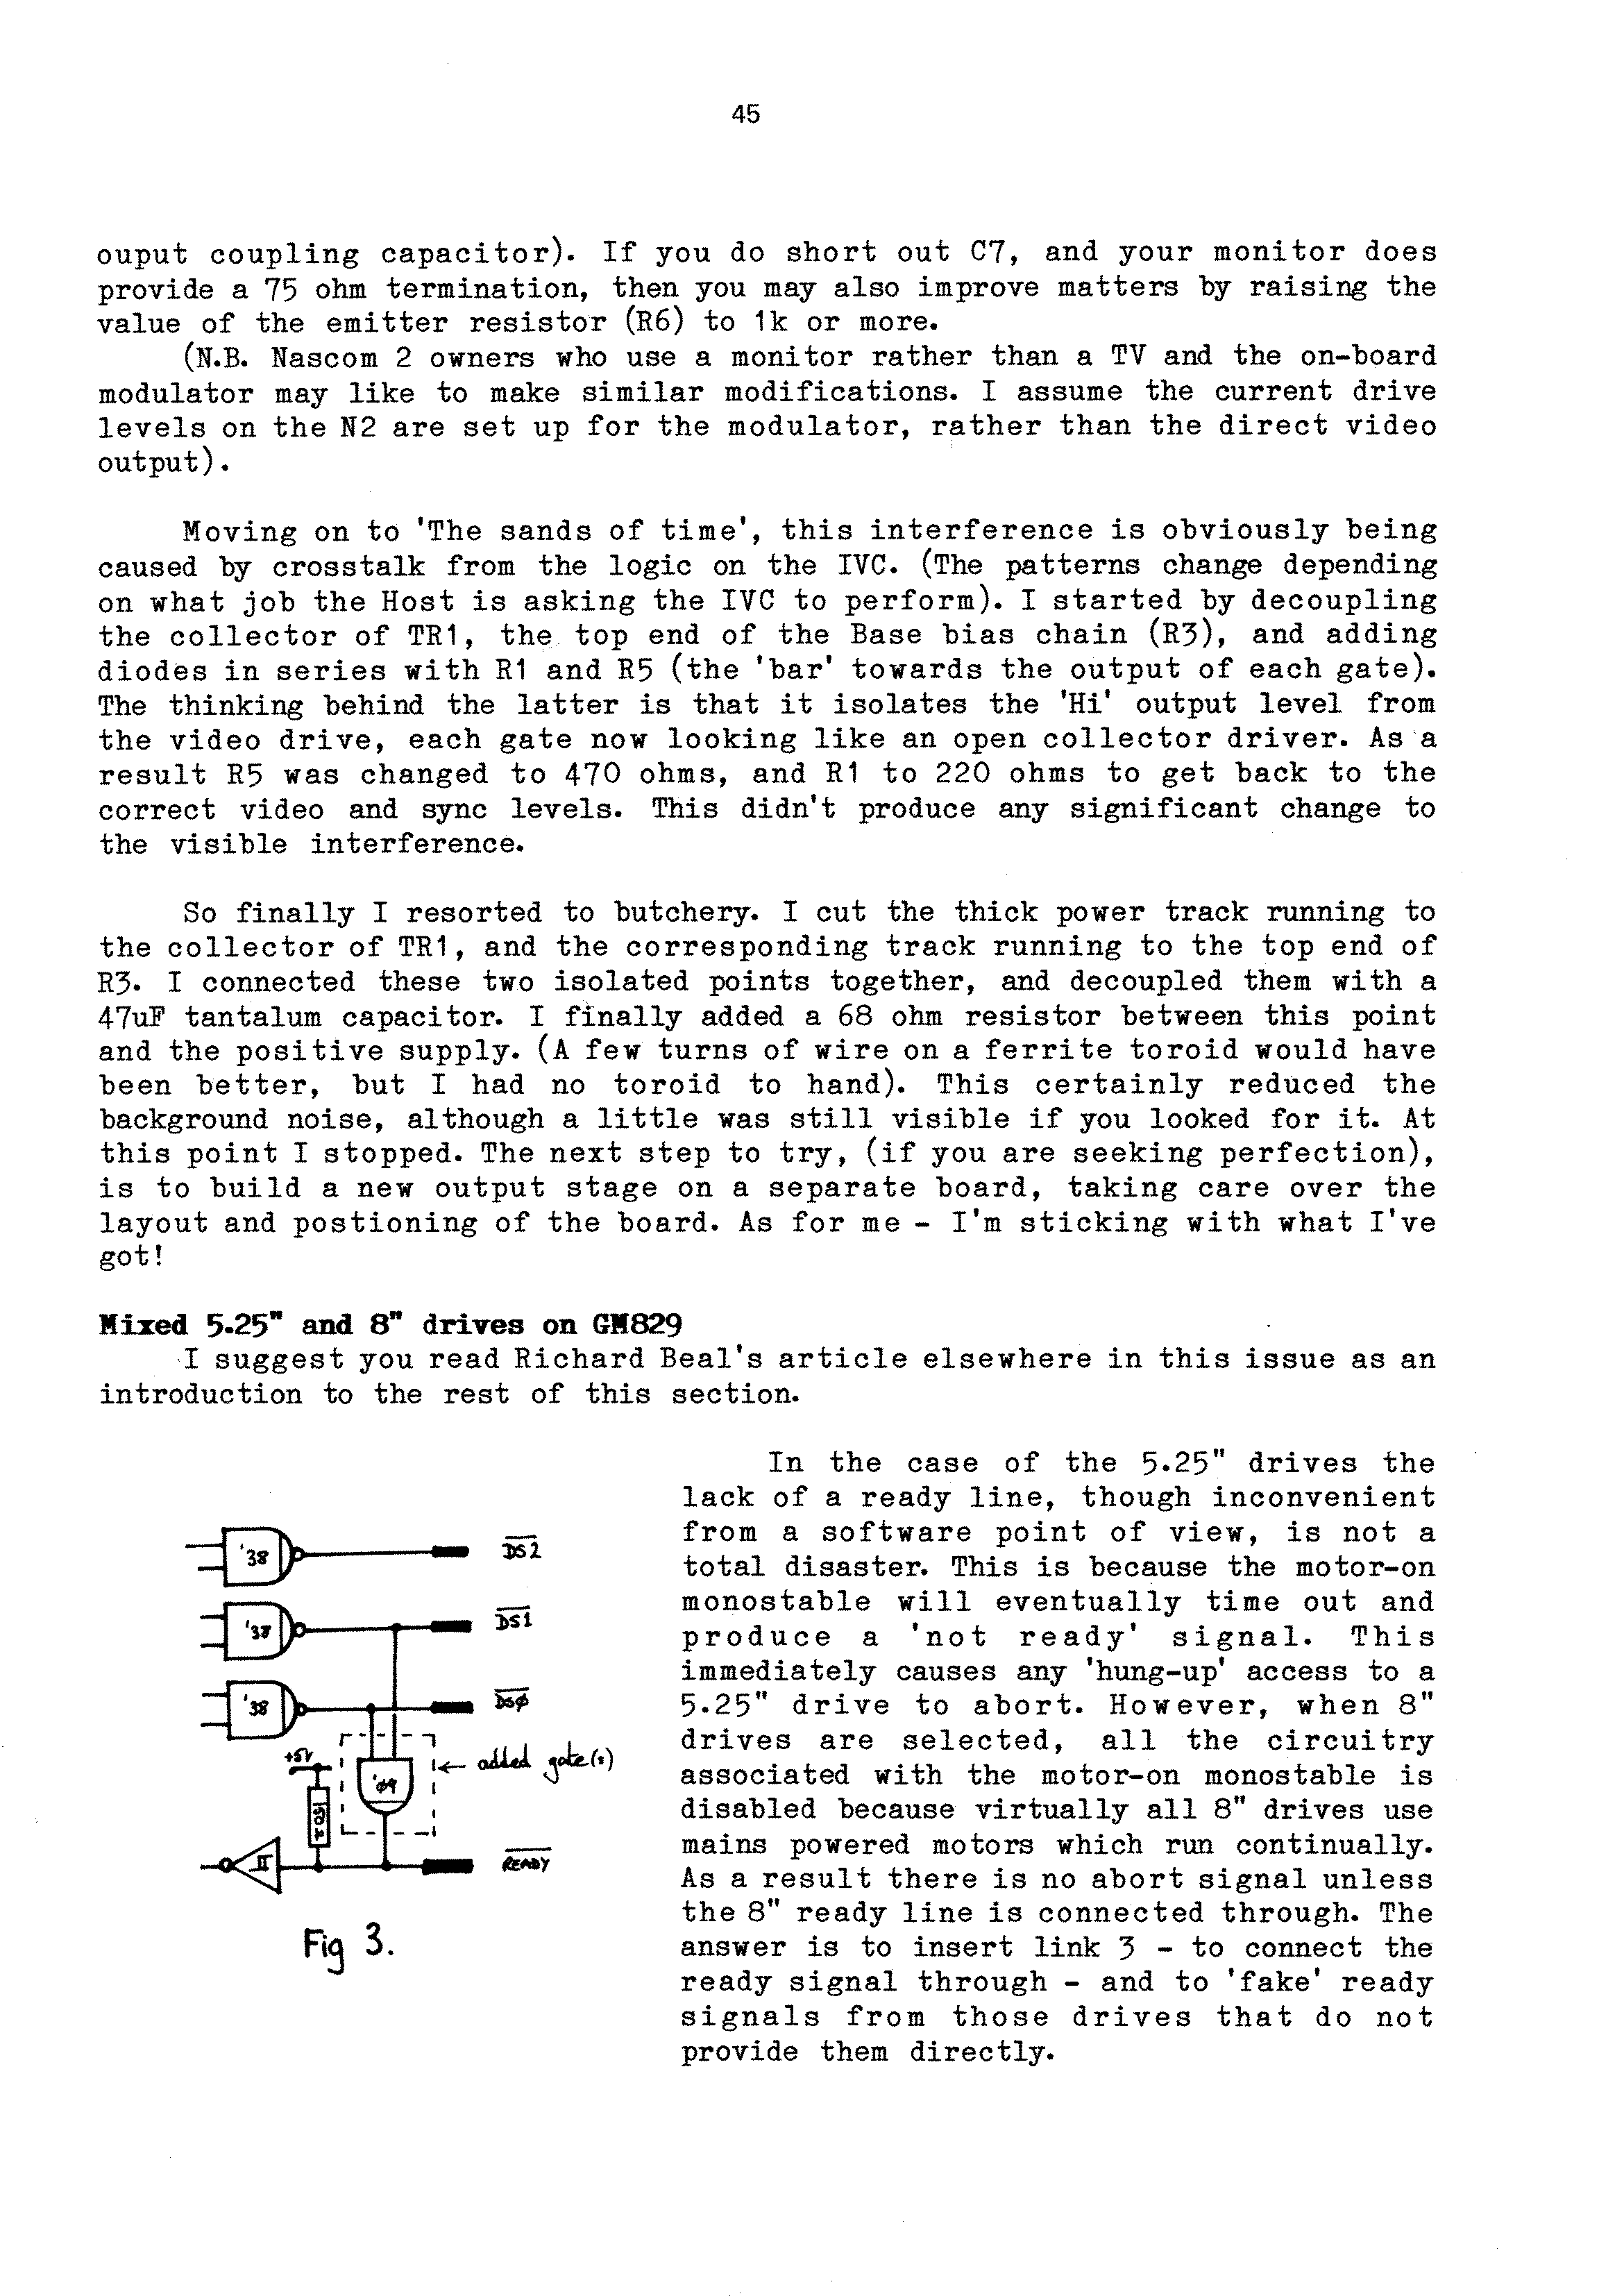 45
ouput coupling capacitor). If you do short out C7, and your monitor does
provide a 75 ohm termination, then you may also improve matters by raising the
value of the emitter resistor (R6) to 1k or more.
(N.B. Nascom 2 owners who use a monitor rather than a TV and the on-board
modulator may like to make similar modifications. I assume the current drive
levels on the N2 are set up for the modulator, rather than the direct video
output).
Moving on to 'The sands of time', this interference is obviously being
caused by crosstalk from the logic on the IVC. (The patterns change depending
on what job the Host is asking the IVC to perform). I started by decoupling
the collector of TR1, the top end of the Base bias chain (R3), and adding
diodes in series with R1 and R5 (the 'bar' towards the output of each gate).
The thinking behind the latter is that it isolates the 'Hi' output level from
the video drive, each gate now looking like an open collector driver. As a
result R5 was changed to 470 ohms, and R1 to 220 ohms to get back to the
correct video and sync levels. This didn't produce any significant change to
the visible interference.
So finally I resorted to butchery. I cut the thick power track running to
the collector of TR1, and the corresponding track running to the top end of
R3. I connected these two isolated points together, and decoupled them with a
47uF tantalum capacitor. I finally added a 68 ohm resistor between this point
and the positive supply. (A few turns of wire on a ferrite toroid would have
been better, but I had no toroid to hand). This certainly reduced the
background noise, although a little was still visible if you looked for it. At
this point I stopped. The next step to try, (if you are seeking perfection),
is to build a new output stage on a separate board, taking care over the
layout and postioning of the board. As for me - I'm sticking with what I've
got!
Mixed 5.25" and 8" drives on GM829
I suggest you read Richard Beal's article elsewhere in this issue as an
introduction to the rest of this section.
'38 DS2
'38 DS1
'38 DSØ
+5V
'Ø9 ← added gate(s)
150Ω
READY
Fig 3.
In the case of the 5.25" drives the
lack of a ready line, though inconvenient
from a software point of view, is not a
total disaster. This is because the motor-on
monostable will eventually time out and
produce a 'not ready' signal. This
immediately causes any 'hung-up' access to a
5.25" drive to abort. However, when 8"
drives are selected, all the circuitry
associated with the motor-on monostable is
disabled because virtually all 8" drives use
mains powered motors which run continually.
As a result there is no abort signal unless
the 8" ready line is connected through. The
answer is to insert link 3 - to connect the
ready signal through - and to 'fake' ready
signals from those drives that do not
provide them directly.